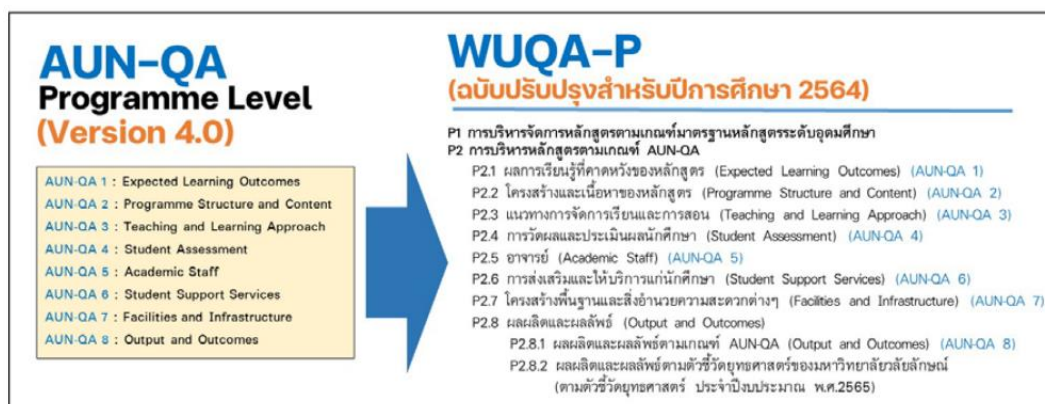 AUN-QA
Programme Level
(Version 4.0)
AUN-QA 1 : Expected Learning Outcomes
AUN-QA 2 : Programme Structure and Content
AUN-QA 3 : Teaching and Learning Approach
AUN-QA 4 : Student Assessment
AUN-QA 5 : Academic Staff
AUN-QA 6 : Student Support Services
AUN-QA 7 : Facilities and Infrastructure
AUN-QA 8 : Output and Outcomes
WUQA-P
(ฉบับปรับปรุงสำหรับปีการศึกษา 2564)
P1 การบริหารจัดการหลักสูตรตามเกณฑ์มาตรฐานหลักสูตรระดับอุดมศึกษา
P2 การบริหารหลักสูตรตามเกณฑ์ AUN-QA
P2.1 ผลการเรียนรู้ที่คาดหวังของหลักสูตร (Expected Learning Outcomes) (AUN-QA 1)
P2.2 โครงสร้างและเนื้อหาของหลักสูตร (Programme Structure and Content) (AUN-QA 2)
P2.3 แนวทางการจัดการเรียนและการสอน (Teaching and Learning Approach) (AUN-QA 3)
P2.4 การวัดผลและประเมินผลนักศึกษา (Student Assessment) (AUN-QA 4)
P2.5 อาจารย์ (Academic Staff) (AUN-QA 5)
P2.6 การส่งเสริมและให้บริการแก่นักศึกษา (Student Support Services) (AUN-QA 6)
P2.7 โครงสร้างพื้นฐานและสิ่งอำนวยความสะดวกต่างๆ (Facilities and Infrastructure) (AUN-QA 7)
P2.8 ผลผลิตและผลลัพธ์ (Output and Outcomes)
P2.8.1 ผลผลิตและผลลัพธ์ตามเกณฑ์ AUN-QA (Output and Outcomes) (AUN-QA 8)
P2.8.2 ผลผลิตและผลลัพธ์ตามตัวชี้วัดยุทธศาสตร์ของมหาวิทยาลัยวลัยลักษณ์
(ตามตัวชี้วัดยุทธศาสตร์ ประจำปีงบประมาณ พ.ศ.2565)